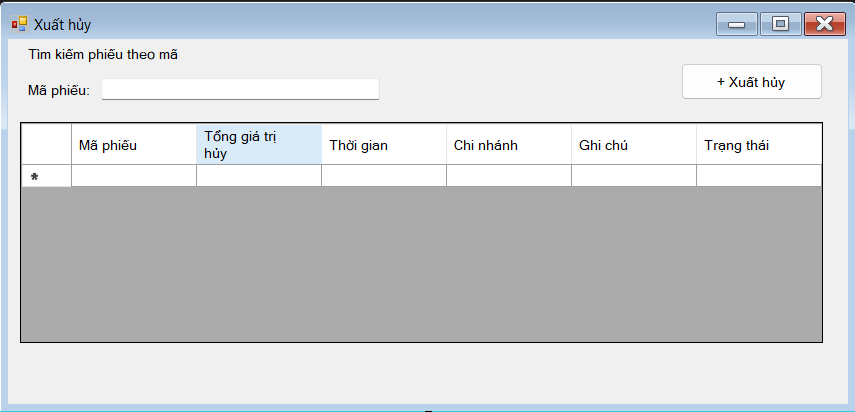 Xuất hủy
Tìm kiếm phiếu theo mã
Mã phiếu:
+ Xuất hủy
Mã phiếu
Tổng giá trị
hủy
Thời gian
Chi nhánh
Ghi chú
Trạng thái
*